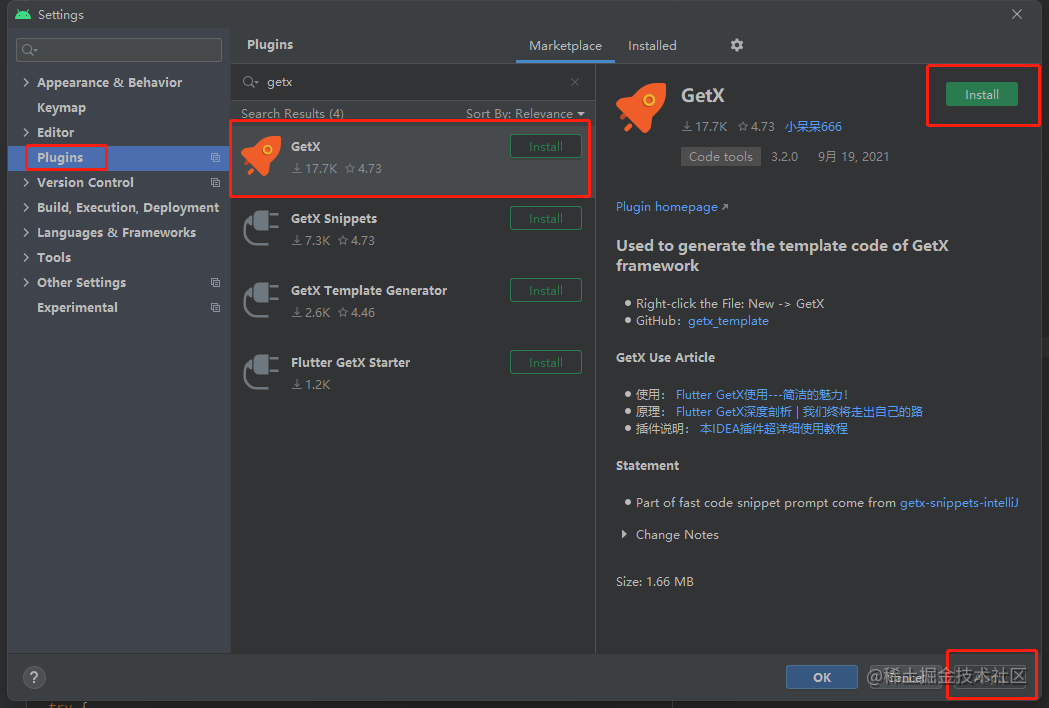 Settings
Plugins
Marketplace
Installed
Appearance & Behavior
Keymap
Editor
Plugins
Version Control
Build, Execution, Deployment
Languages & Frameworks
Tools
Other Settings
Experimental
getx
Search Results (4)
Sort By: Relevance
GetX
Install
17.7K 4.73
GetX Snippets
Install
7.3K 4.73
GetX Template Generator
Install
2.6K 4.46
Flutter GetX Starter
Install
1.2K
GetX
Install
17.7K 4.73 小呆呆666
Code tools 3.2.0 9月 19, 2021
Plugin homepage
Used to generate the template code of GetX
framework
Right-click the File: New -> GetX
GitHub：getx_template
GetX Use Article
使用： Flutter GetX使用---简洁的魅力！
原理： Flutter GetX深度剖析 | 我们终将走出自己的路
插件说明： 本IDEA插件超详细使用教程
Statement
Part of fast code snippet prompt come from getx-snippets-intelliJ
Change Notes
Size: 1.66 MB
?
OK
Cancel
@稀土掘金技术社区
try {